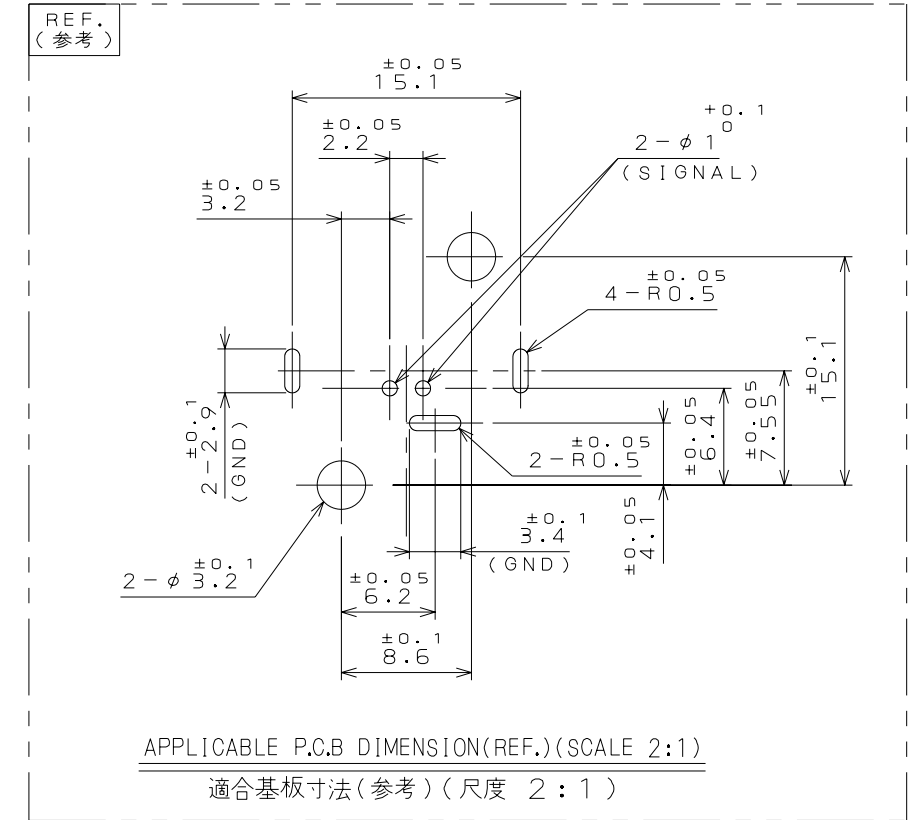 REF.
(参考)
±0.05
15.1
±0.05
2.2
+0.1
0
2-φ1
(SIGNAL)
±0.05
3.2
±0.05
4-R0.5
±0.1
15.1
±0.05
7.55
±0.05
6.4
±0.1
2-2.9
(GND)
±0.05
2-R0.5
±0.05
4.1
±0.1
3.4
(GND)
±0.1
2-φ3.2
±0.05
6.2
±0.1
8.6
APPLICABLE P.C.B DIMENSION(REF.)(SCALE 2:1)
適合基板寸法(参考)(尺度 2:1)